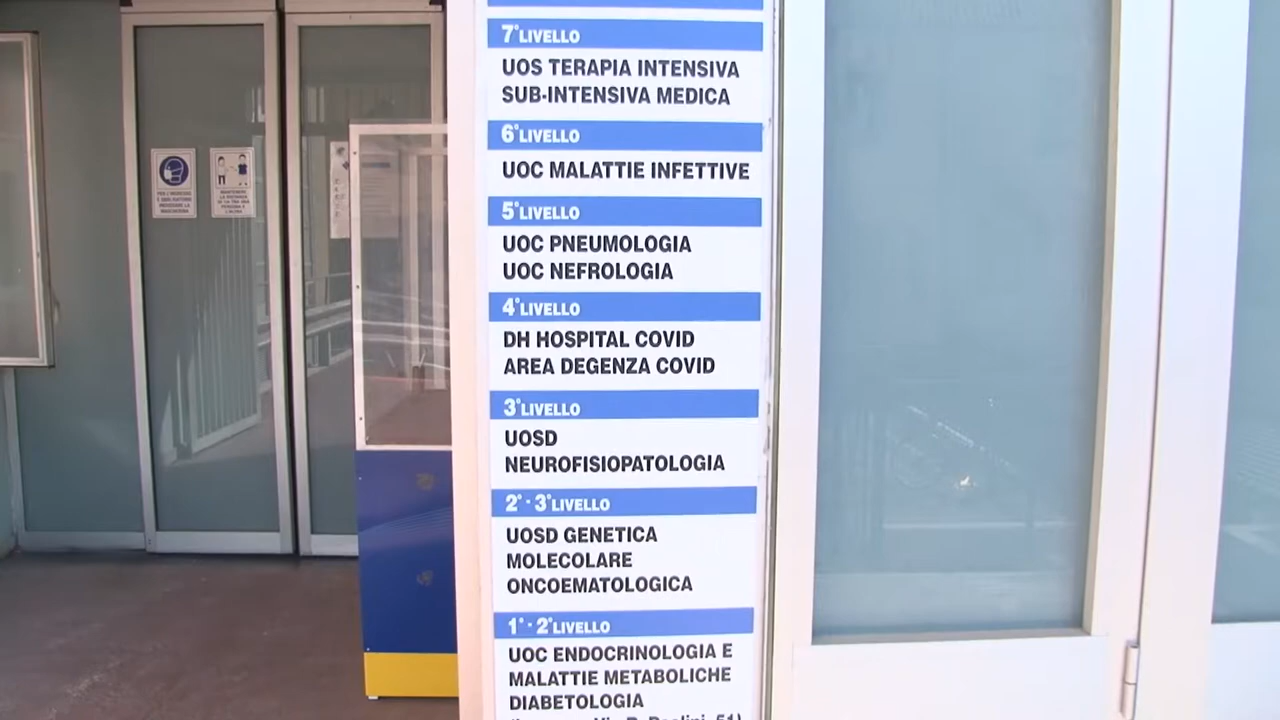 7° LIVELLO
UOS TERAPIA INTENSIVA
SUB-INTENSIVA MEDICA
6° LIVELLO
UOC MALATTIE INFETTIVE
5° LIVELLO
UOC PNEUMOLOGIA
UOC NEFROLOGIA
4° LIVELLO
DH HOSPITAL COVID
AREA DEGENZA COVID
3° LIVELLO
UOSD
NEUROFISIOPATOLOGIA
2° - 3° LIVELLO
UOSD GENETICA
MOLECOLARE
ONCOEMATOLOGICA
1° - 2° LIVELLO
UOC ENDOCRINOLOGIA E
MALATTIE METABOLICHE
DIABETOLOGIA